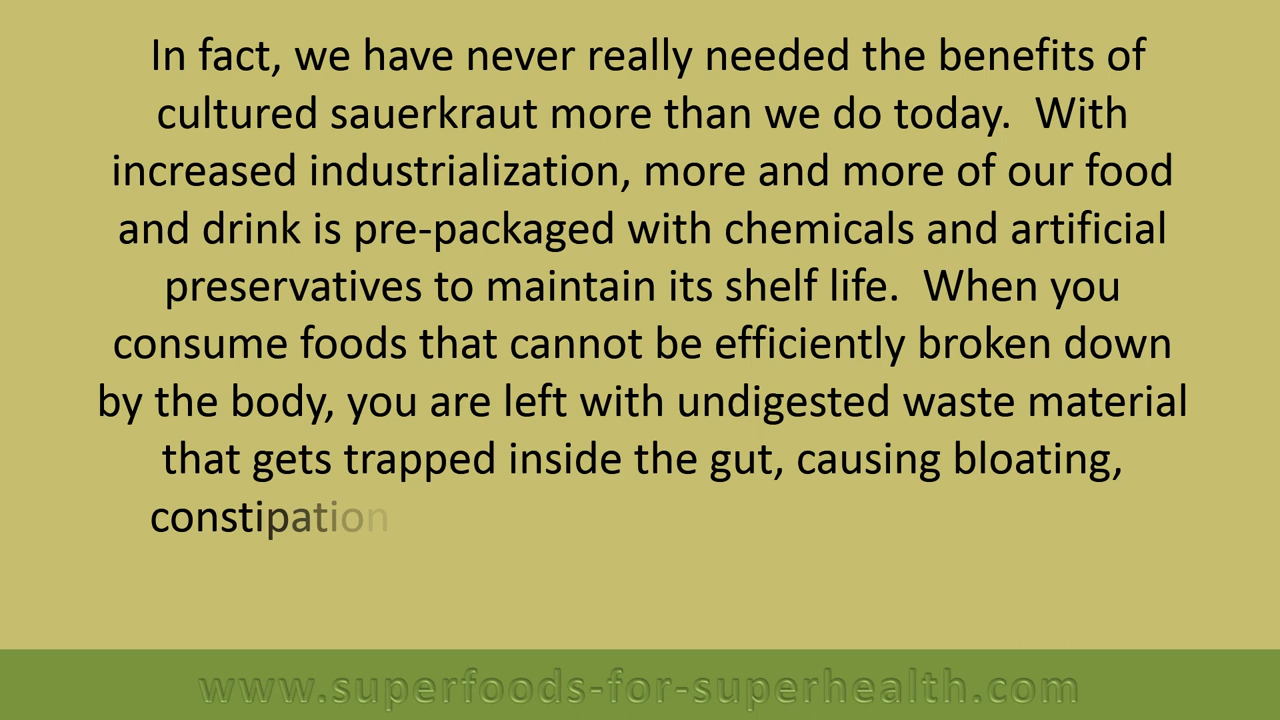 In fact, we have never really needed the benefits of
cultured sauerkraut more than we do today.  With
increased industrialization, more and more of our food
and drink is pre-packaged with chemicals and artificial
preservatives to maintain its shelf life.  When you
consume foods that cannot be efficiently broken down
by the body, you are left with undigested waste material
that gets trapped inside the gut, causing bloating,
constipation
www.superfoods-for-superhealth.com